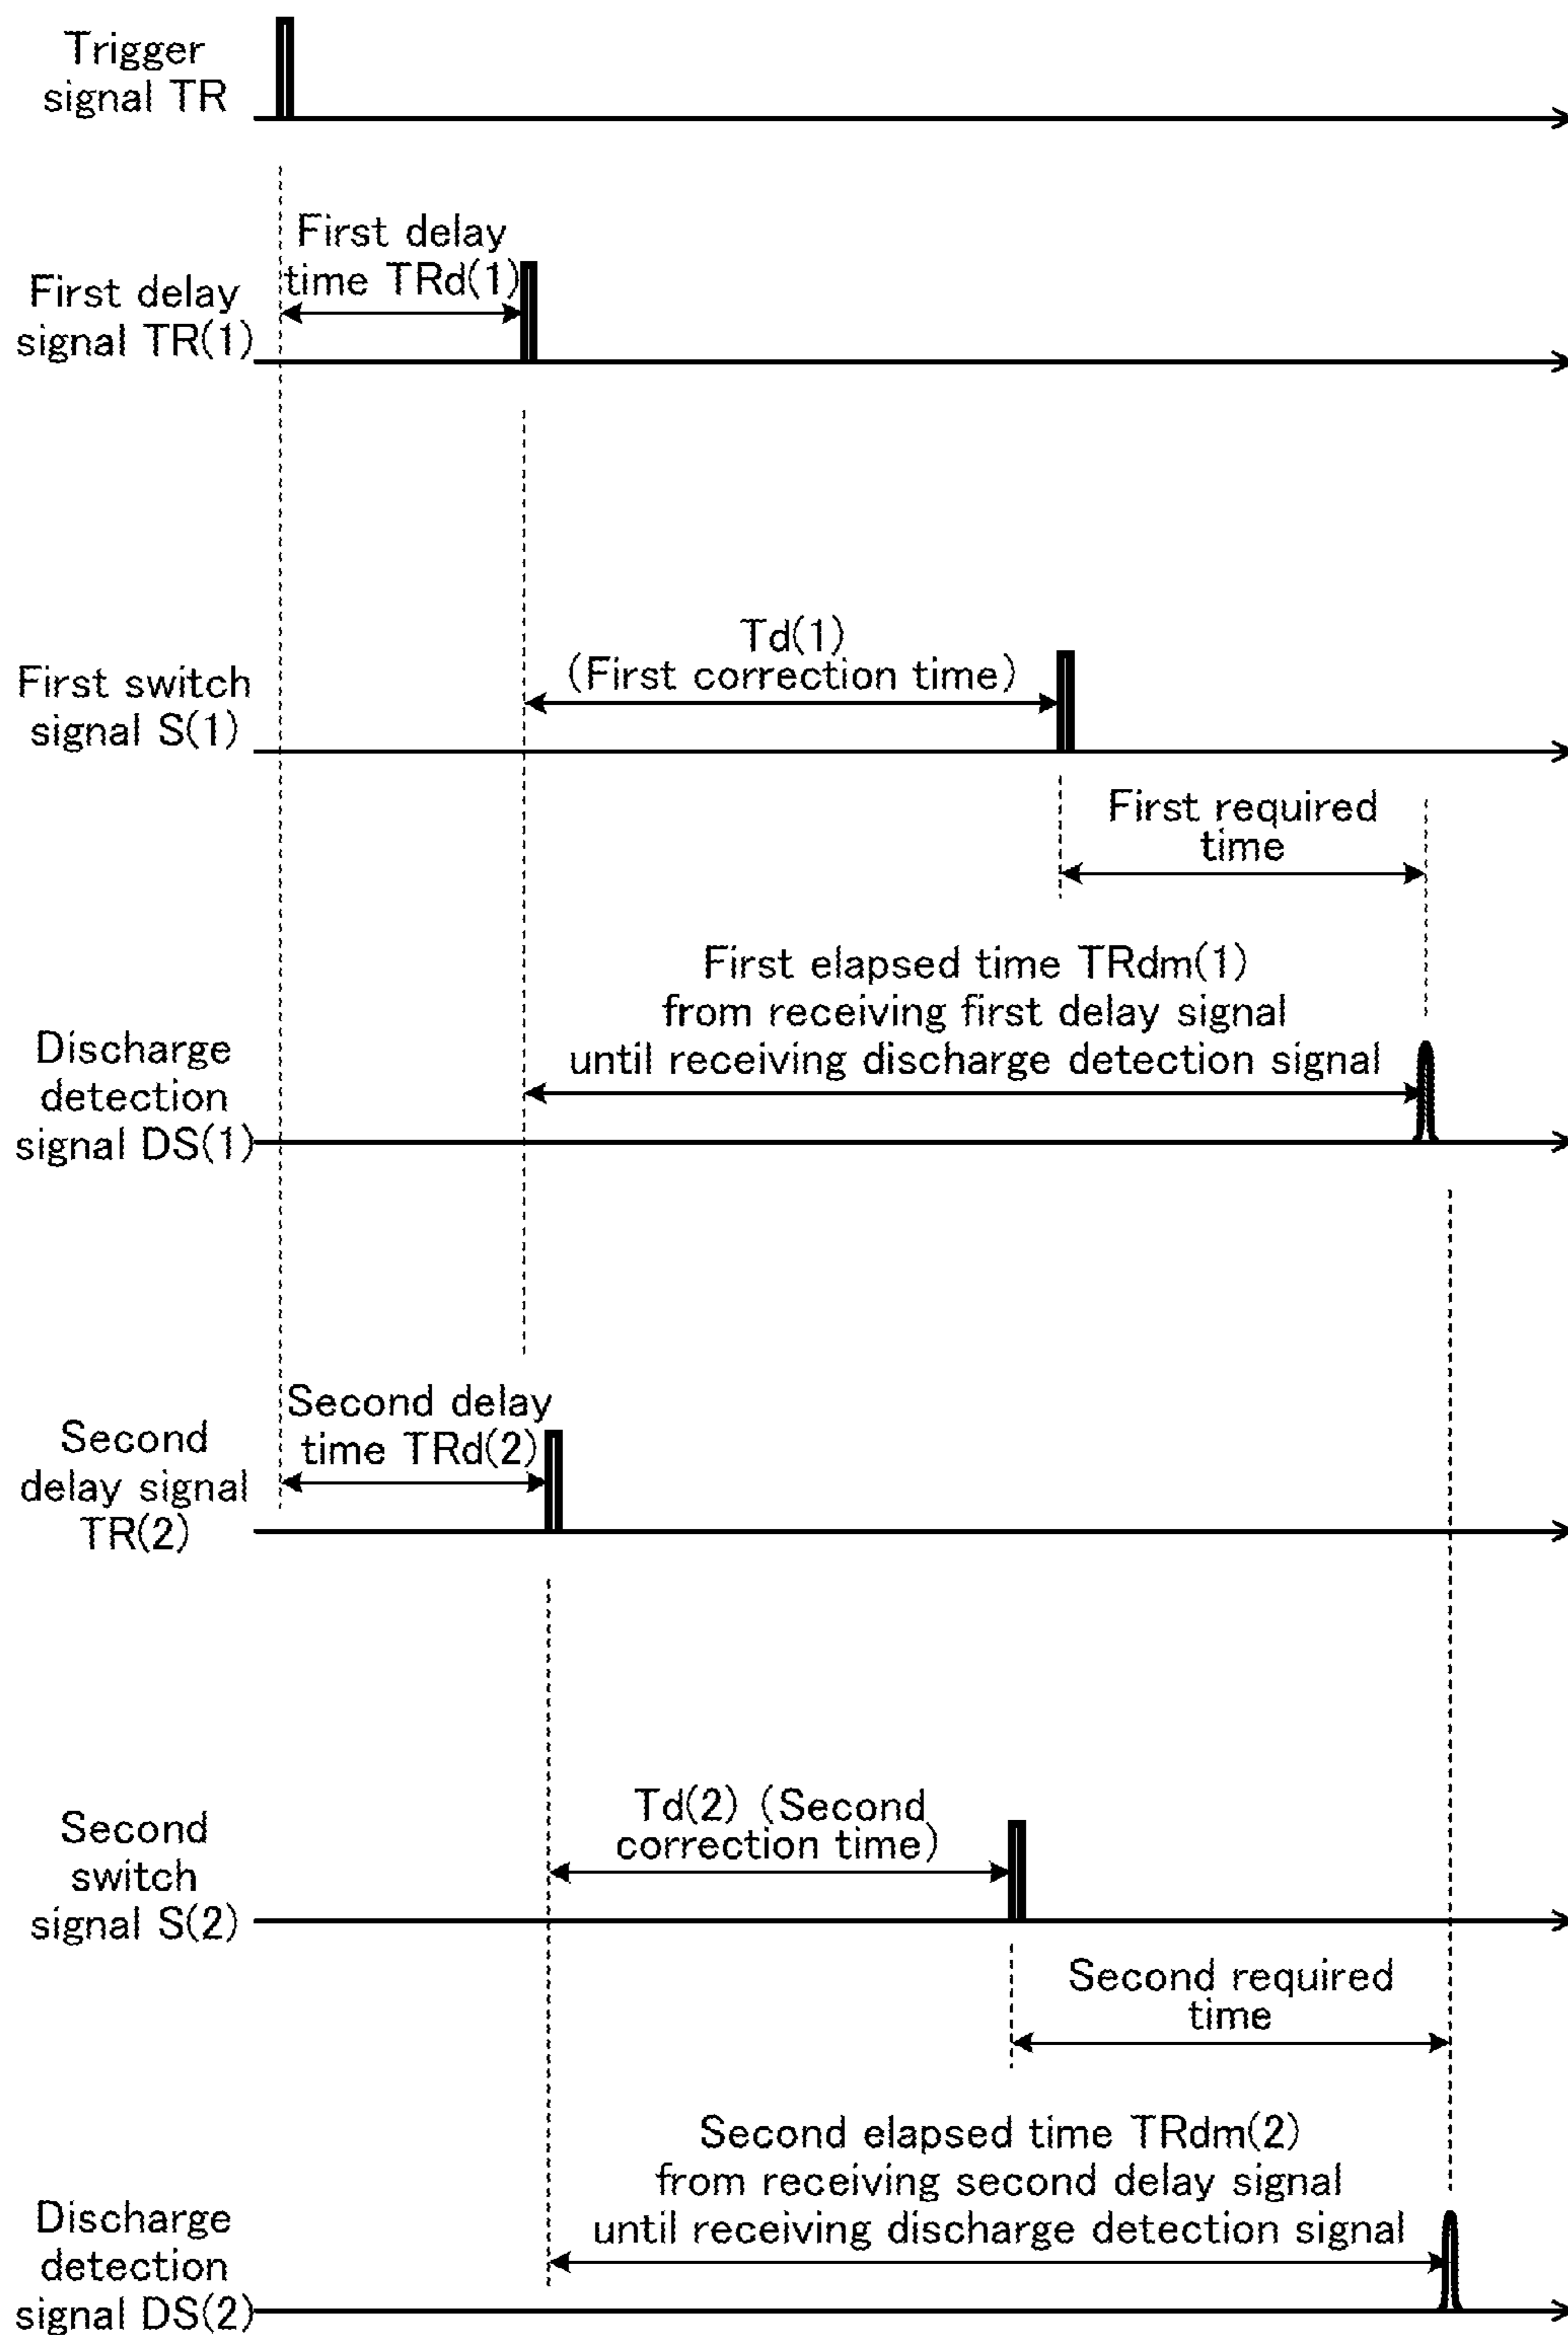 Trigger
signal TR
First delay
time TRd(1)
First delay
signal TR(1)
Td(1)
(First correction time)
First switch
signal S(1)
First required
time
First elapsed time TRdm(1)
from receiving first delay signal
until receiving discharge detection signal
Discharge
detection
signal DS(1)
Second delay
time TRd(2)
Second
delay signal
TR(2)
Td(2) (Second
correction time)
Second
switch
signal S(2)
Second required
time
Second elapsed time TRdm(2)
from receiving second delay signal
until receiving discharge detection signal
Discharge
detection
signal DS(2)